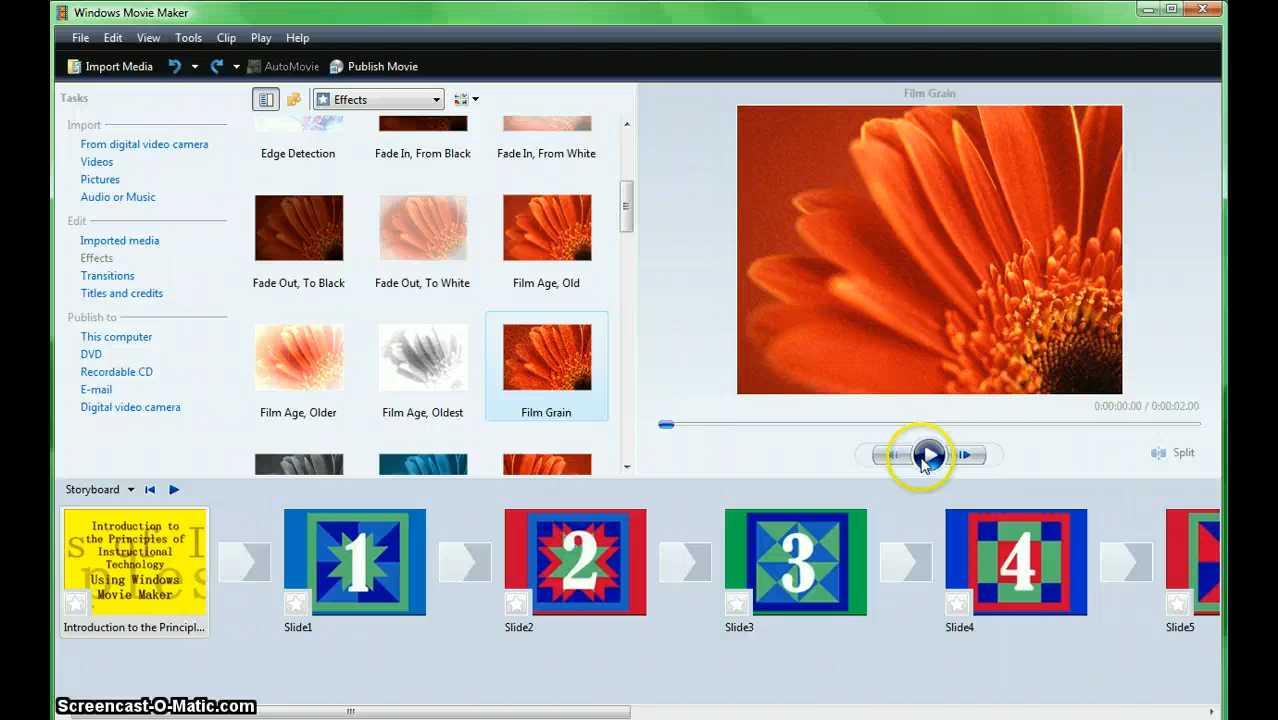 Windows Movie Maker
File Edit View Tools Clip Play Help
Import Media AutoMovie Publish Movie
Tasks
Import
From digital video camera
Videos
Pictures
Audio or Music
Edit
Imported media
Effects
Transitions
Titles and credits
Publish to
This computer
DVD
Recordable CD
E-mail
Digital video camera
Effects
Edge Detection Fade In, From Black Fade In, From White
Fade Out, To Black Fade Out, To White Film Age, Old
Film Age, Older Film Age, Oldest Film Grain
Film Grain
0:00:00.00 / 0:00:02.00
Split
Storyboard
Introduction to
the Principles of
Instructional
Technology
Using Windows
Movie Maker
Introduction to the Principl...
1
Slide1
2
Slide2
3
Slide3
4
Slide4
Slide5
Screencast-O-Matic.com